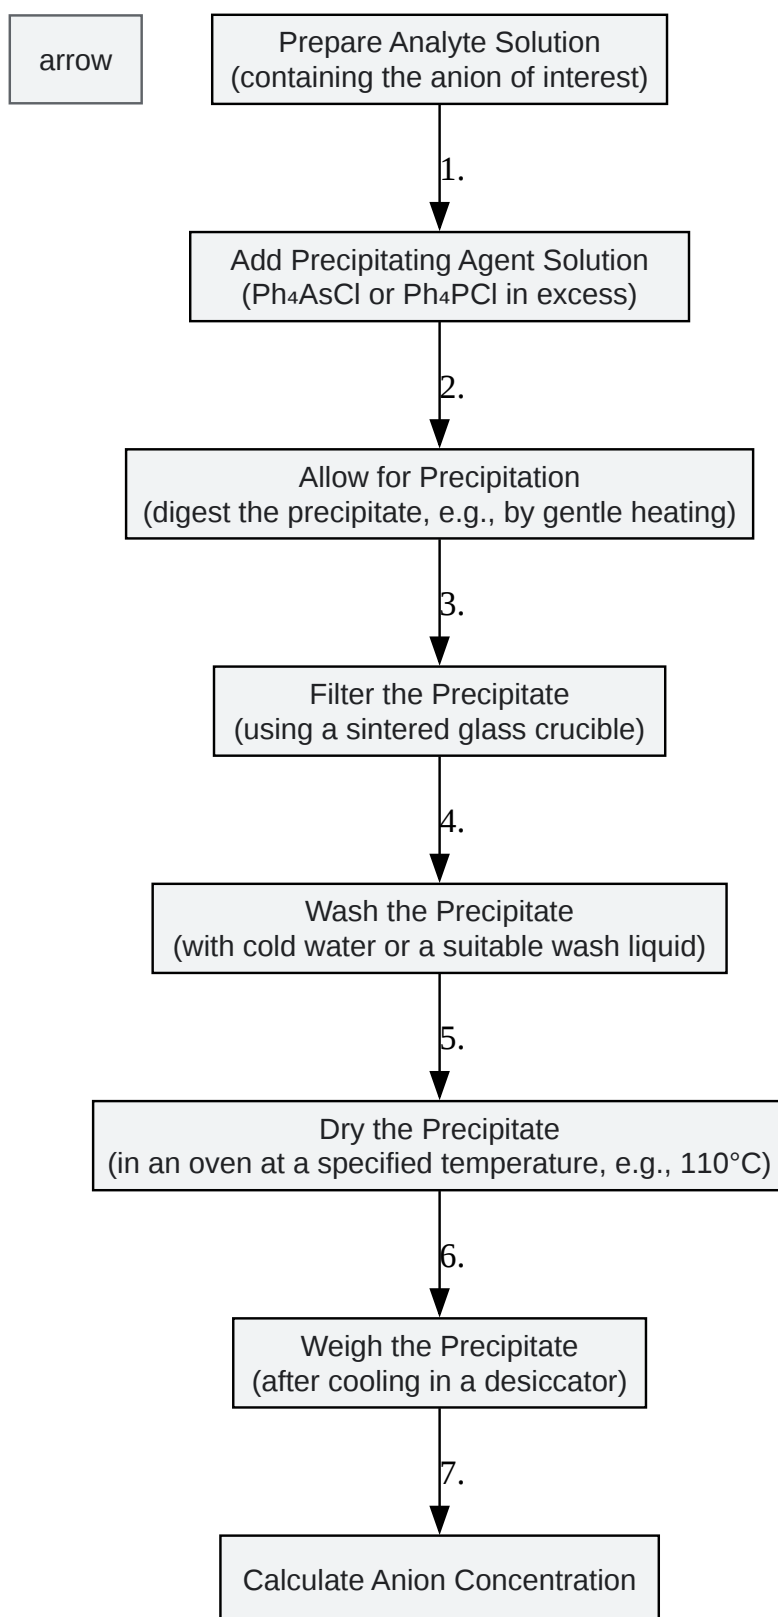 arrow
Prepare Analyte Solution
(containing the anion of interest)
1.
Add Precipitating Agent Solution
(Ph₄AsCl or Ph₄PCl in excess)
2.
Allow for Precipitation
(digest the precipitate, e.g., by gentle heating)
3.
Filter the Precipitate
(using a sintered glass crucible)
4.
Wash the Precipitate
(with cold water or a suitable wash liquid)
5.
Dry the Precipitate
(in an oven at a specified temperature, e.g., 110°C)
6.
Weigh the Precipitate
(after cooling in a desiccator)
7.
Calculate Anion Concentration